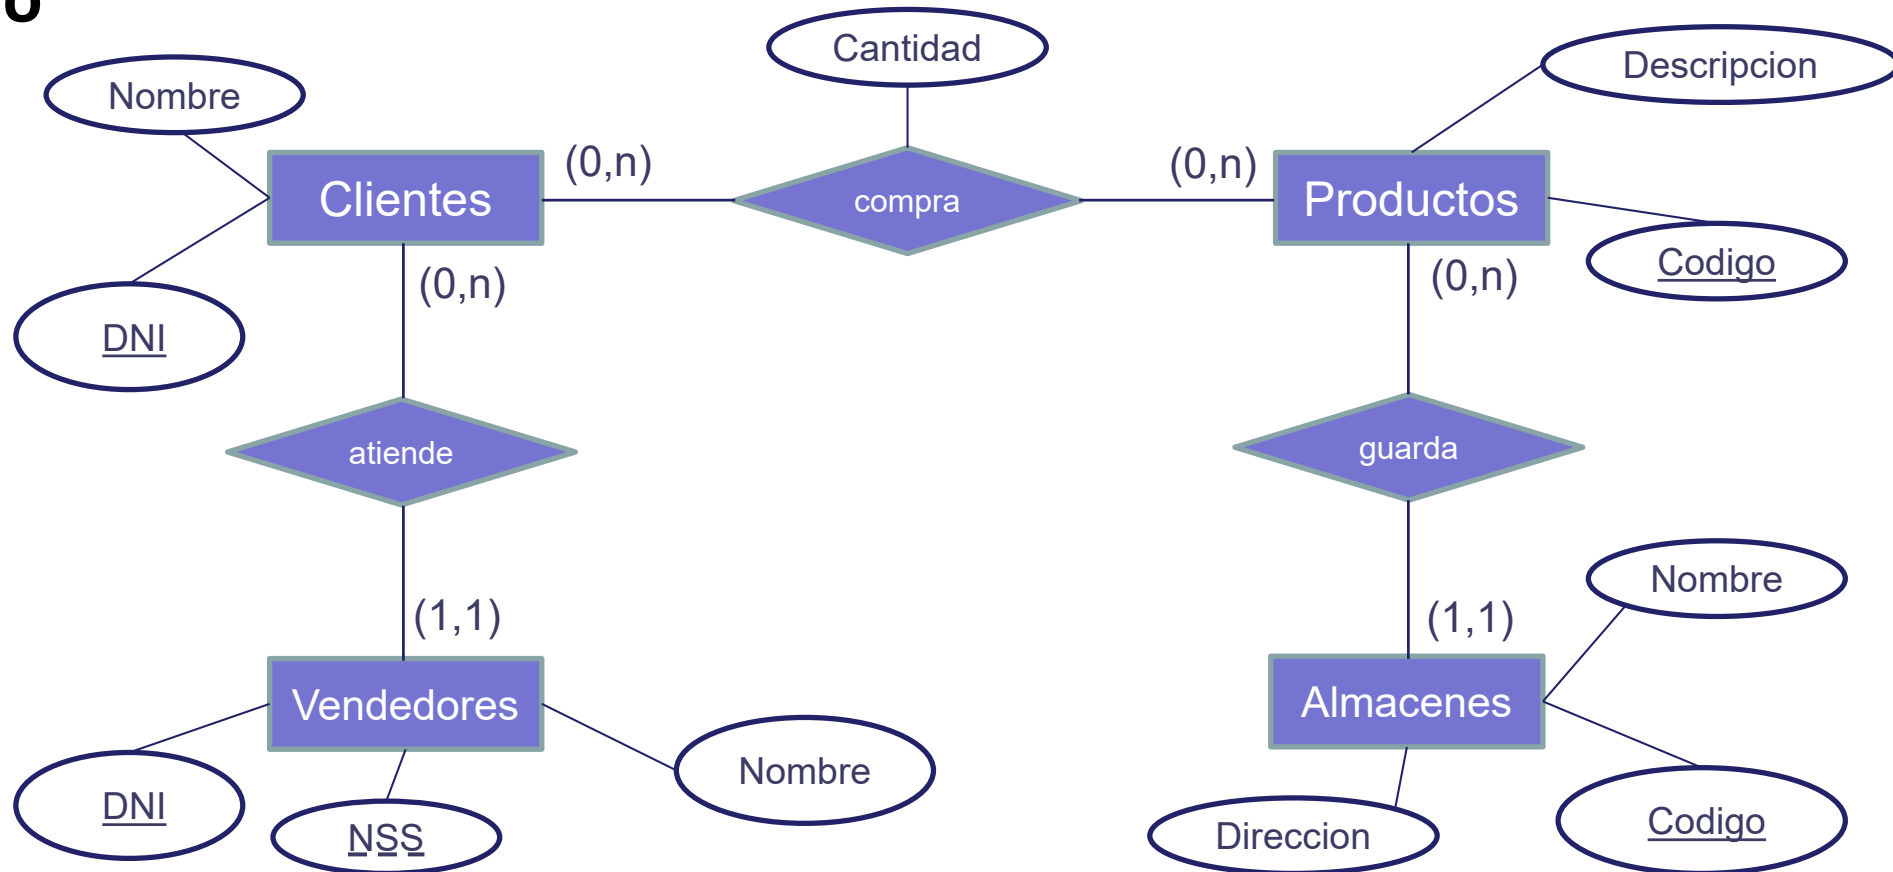 Cantidad
Descripcion
Nombre
(0,n)
(0,n)
Clientes
compra
Productos
Codigo
(0,n)
(0,n)
DNI
atiende
guarda
Nombre
(1,1)
(1,1)
Vendedores
Almacenes
Nombre
DNI
NSS
Direccion
Codigo